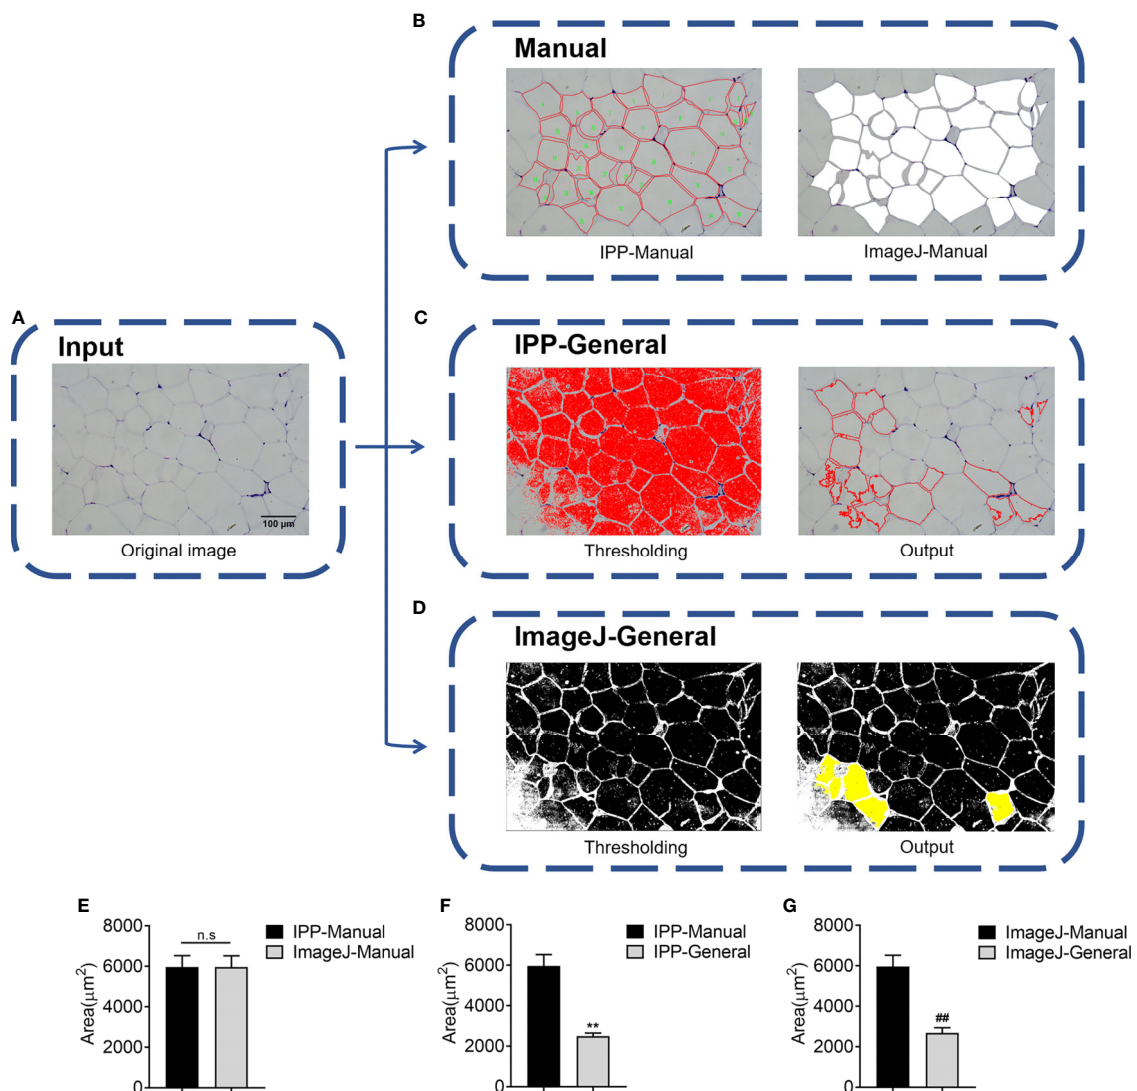 B
Manual
IPP-Manual
ImageJ-Manual
A
Input
100 µm
Original image
C
IPP-General
Thresholding
Output
D
ImageJ-General
Thresholding
Output
E
8000
6000
4000
2000
0
Area(μm²)
n.s
IPP-Manual
ImageJ-Manual
F
8000
6000
4000
2000
0
Area(μm²)
**
IPP-Manual
IPP-General
G
8000
6000
4000
2000
0
Area(μm²)
##
ImageJ-Manual
ImageJ-General